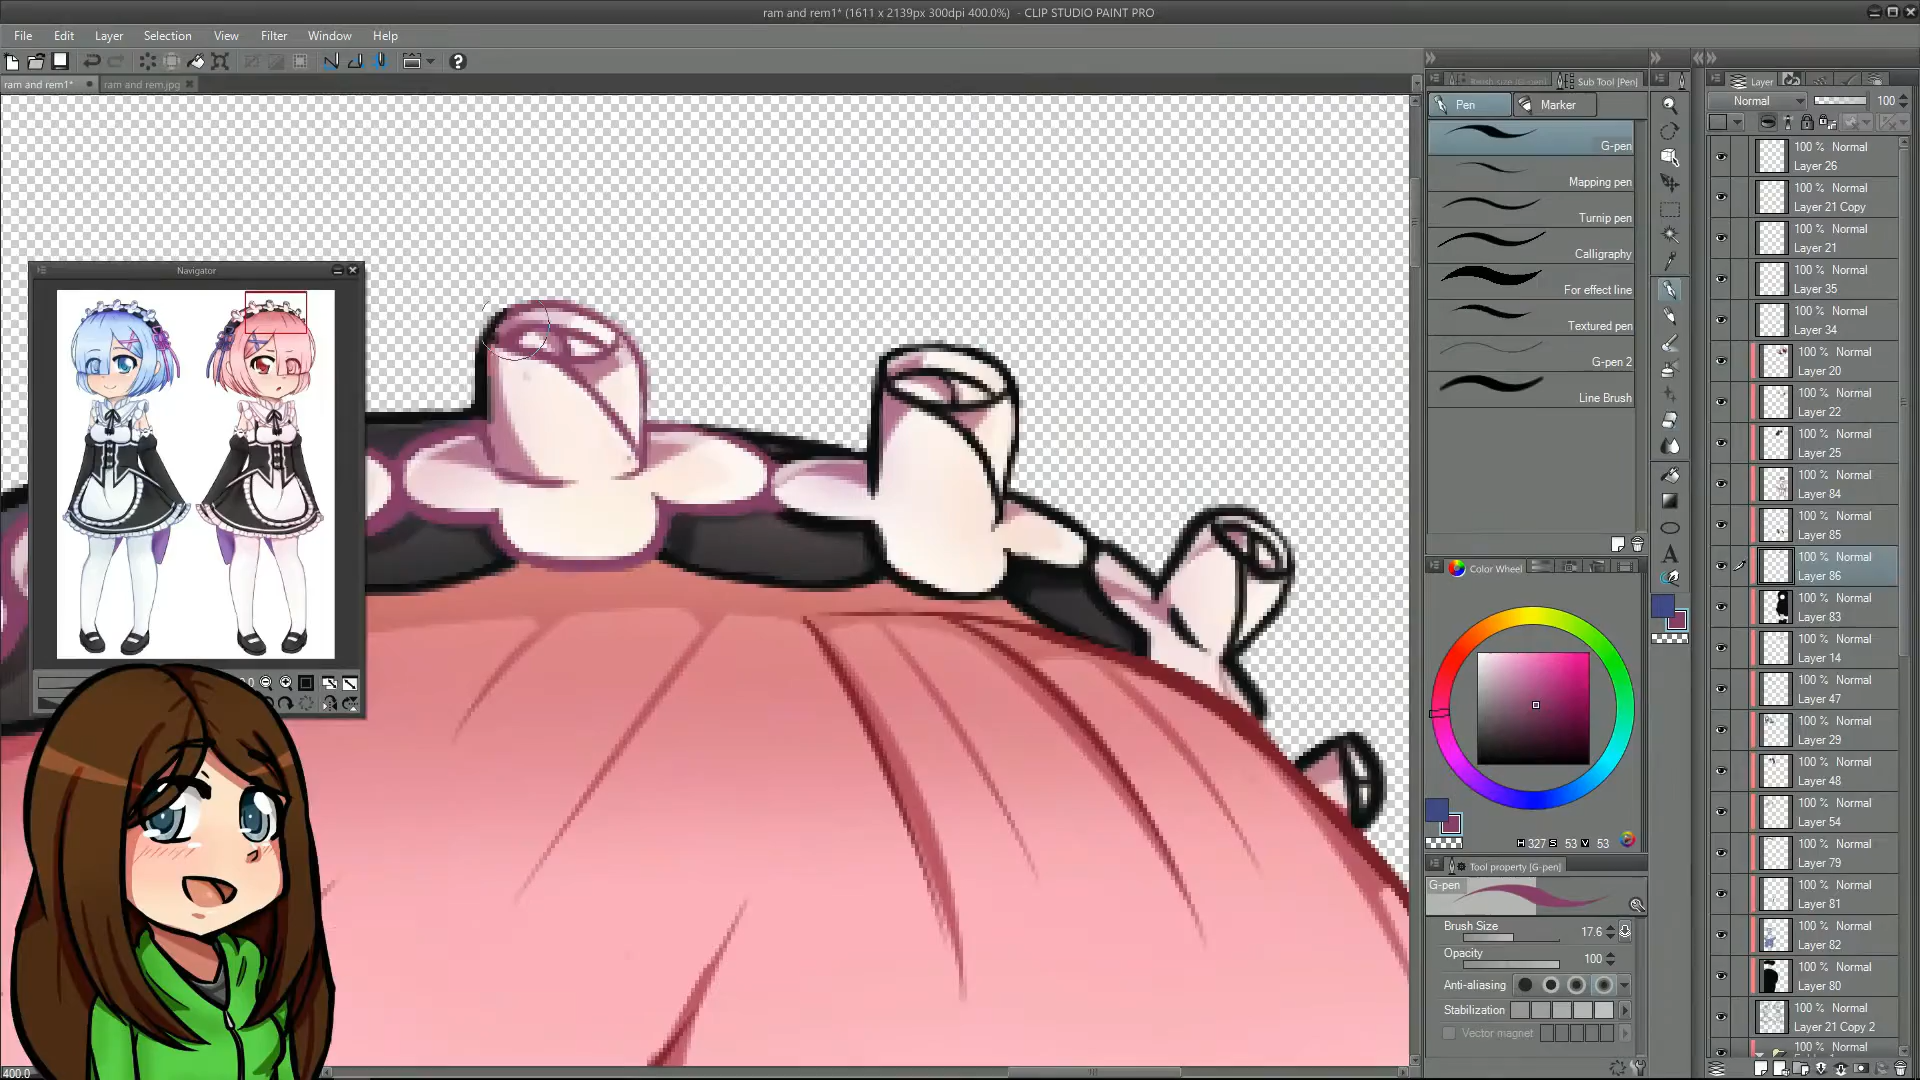 ram and rem1* (1611 x 2139px 300dpi 400.0%) - CLIP STUDIO PAINT PRO
File Edit Layer Selection View Filter Window Help
ram and rem1* ram and rem.jpg
Navigator
400.0
Brush size [G-pen] Sub Tool [Pen]
Pen Marker
G-pen
Mapping pen
Turnip pen
Calligraphy
For effect line
Textured pen
G-pen 2
Line Brush
Color Wheel
H 327 S 53 V 53
Tool property [G-pen]
G-pen
Brush Size 17.6
Opacity 100
Anti-aliasing
Stabilization
Vector magnet
A
Layer
Normal 100
100 % Normal
Layer 26
100 % Normal
Layer 21 Copy
100 % Normal
Layer 21
100 % Normal
Layer 35
100 % Normal
Layer 34
100 % Normal
Layer 20
100 % Normal
Layer 22
100 % Normal
Layer 25
100 % Normal
Layer 84
100 % Normal
Layer 85
100 % Normal
Layer 86
100 % Normal
Layer 83
100 % Normal
Layer 14
100 % Normal
Layer 47
100 % Normal
Layer 29
100 % Normal
Layer 48
100 % Normal
Layer 54
100 % Normal
Layer 79
100 % Normal
Layer 81
100 % Normal
Layer 82
100 % Normal
Layer 80
100 % Normal
Layer 21 Copy 2
100 % Normal